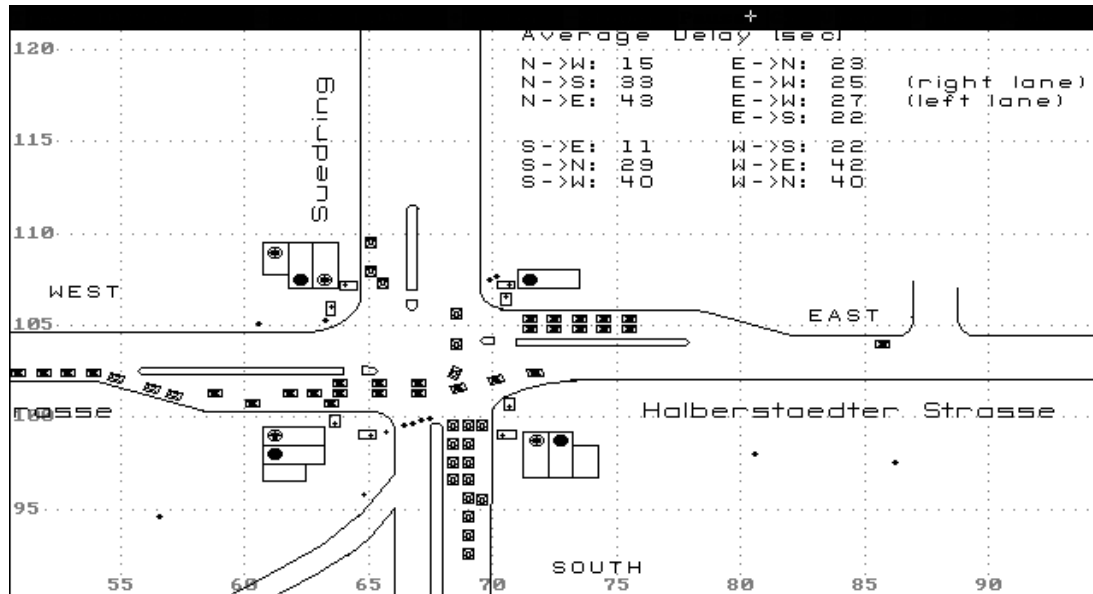 Average Delay [sec]
120
N->W: 15 E->N: 23
N->S: 33 E->W: 25 (right lane)
N->E: 43 E->W: 27 (left lane)
E->S: 22
115
S->E: 11 W->S: 22
S->N: 29 W->E: 42
S->W: 40 W->N: 40
Suedring
110
WEST
105
EAST
100
rasse
Halberstaedter Strasse
95
SOUTH
55 60 65 70 75 80 85 90